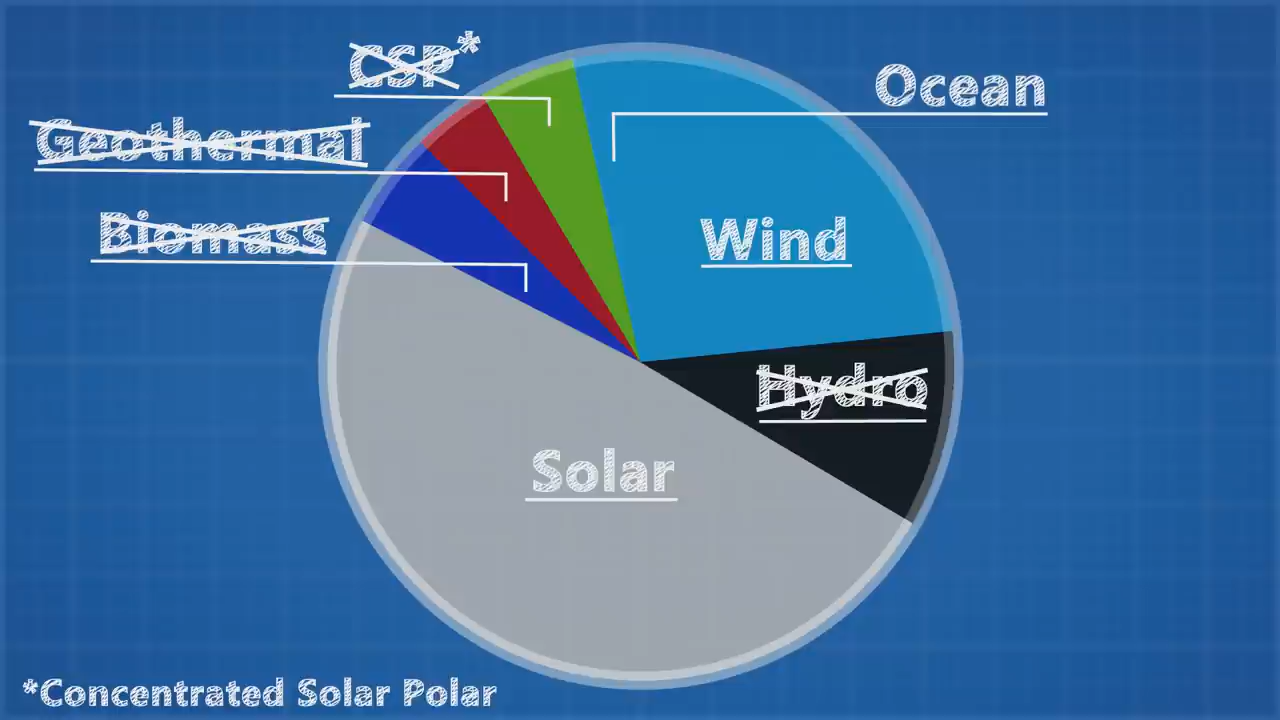 CSP*
Ocean
Geothermal
Biomass
Wind
Hydro
Solar
*Concentrated Solar Polar